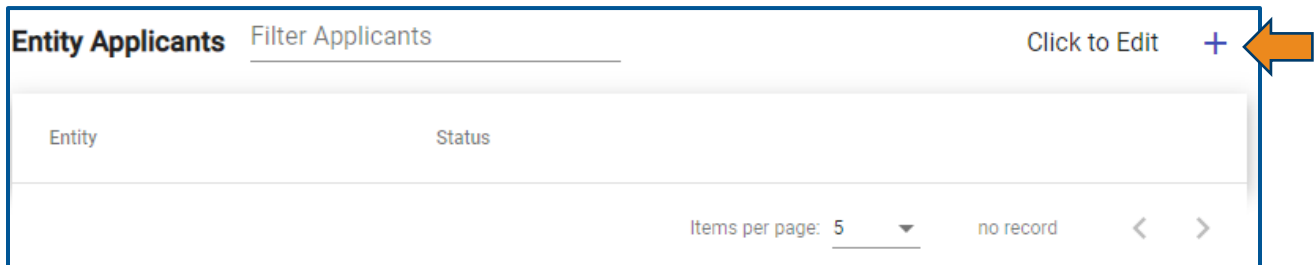 Entity Applicants Filter Applicants Click to Edit +
Entity Status
Items per page: 5 no record